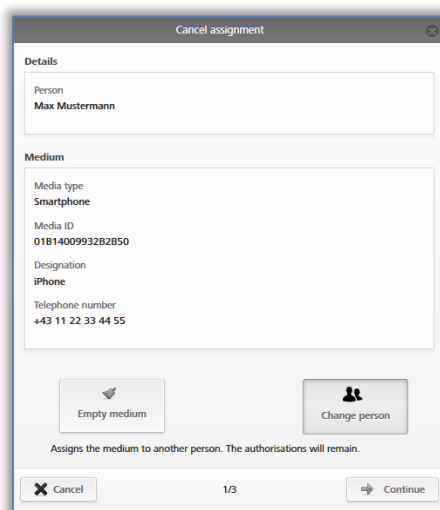 Cancel assignment
Details
Person
Max Mustermann
Medium
Media type
Smartphone
Media ID
01B14009932B2B50
Designation
iPhone
Telephone number
+43 11 22 33 44 55
Empty medium
Change person
Assigns the medium to another person. The authorisations will remain.
Cancel
1/3
Continue